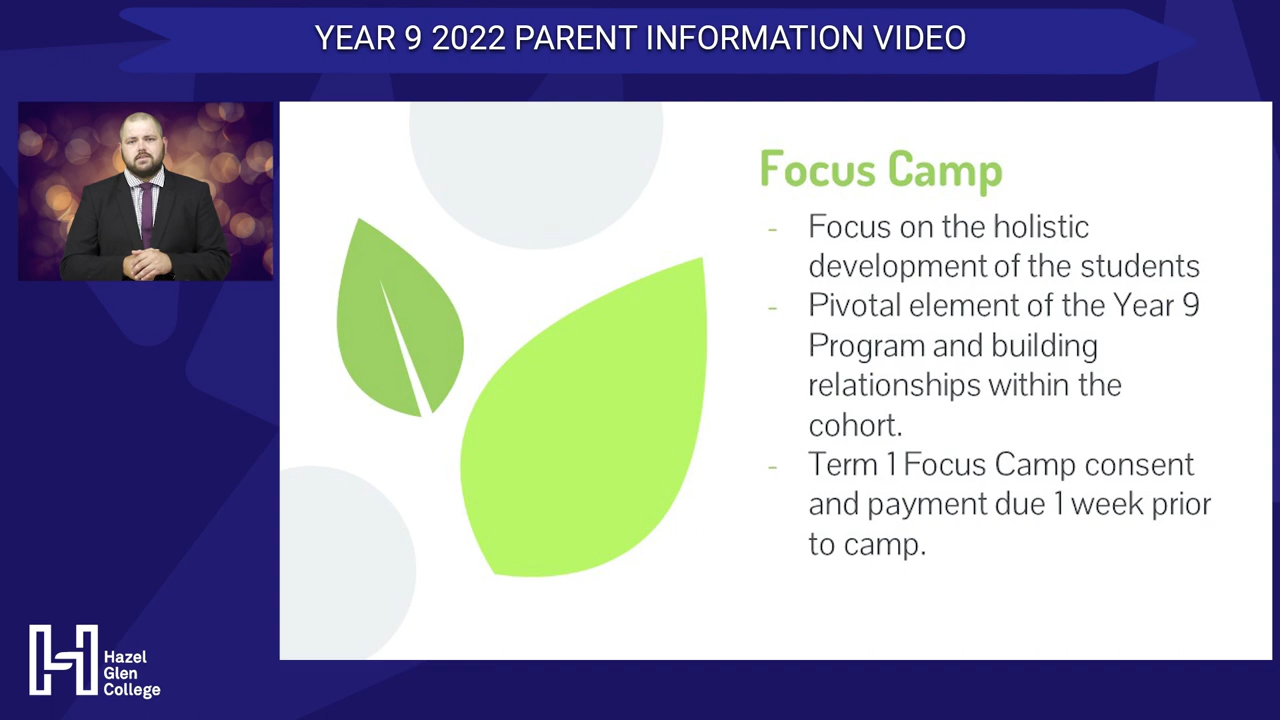 YEAR 9 2022 PARENT INFORMATION VIDEO
Focus Camp
- Focus on the holistic
development of the students
- Pivotal element of the Year 9
Program and building
relationships within the
cohort.
- Term 1 Focus Camp consent
and payment due 1 week prior
to camp.
Hazel
Glen
College